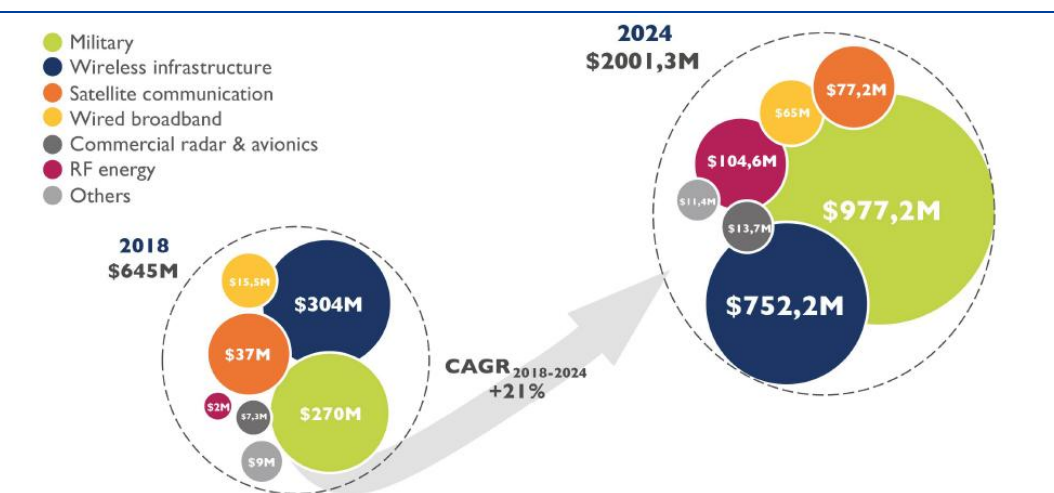 Military
Wireless infrastructure
Satellite communication
Wired broadband
Commercial radar & avionics
RF energy
Others
2018
$645M
$15,5M
$304M
$37M
$2M
$7,3M
$270M
$9M
CAGR2018-2024
+21%
2024
$2001,3M
$77,2M
$65M
$104,6M
$11,4M
$977,2M
$13,7M
$752,2M